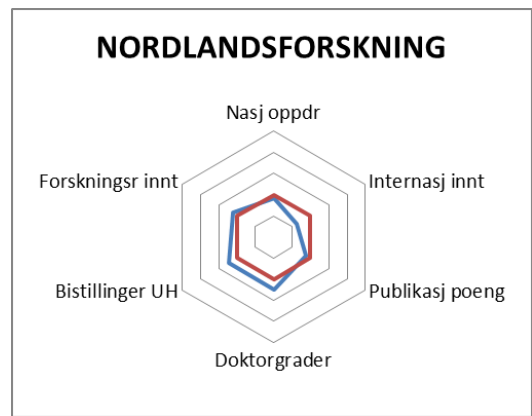 NORDLANDSFORSKNING
Nasj oppdr
Forskningsr innt
Internasj innt
Bistillinger UH
Publikasj poeng
Doktorgrader